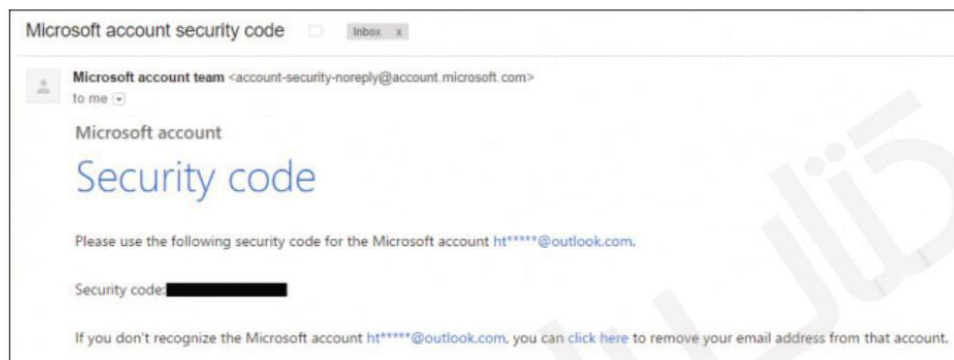 Microsoft account security code Inbox x
Microsoft account team <account-security-noreply@account.microsoft.com>
to me
Microsoft account
Security code
Please use the following security code for the Microsoft account ht*****@outlook.com.
Security code:
If you don't recognize the Microsoft account ht*****@outlook.com, you can click here to remove your email address from that account.